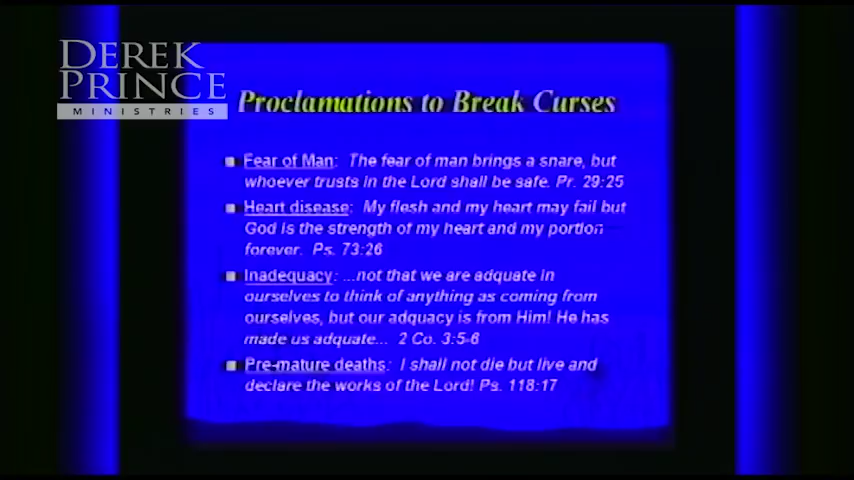 DEREK
PRINCE
MINISTRIES
Proclamations to Break Curses
Fear of Man: The fear of man brings a snare, but
whoever trusts in the Lord shall be safe. Pr. 29:25
Heart disease: My flesh and my heart may fail but
God is the strength of my heart and my portion
forever. Ps. 73:26
Inadequacy: ...not that we are adquate in
ourselves to think of anything as coming from
ourselves, but our adquacy is from Him! He has
made us adquate... 2 Co. 3:5-6
Pre-mature deaths: I shall not die but live and
declare the works of the Lord! Ps. 118:17